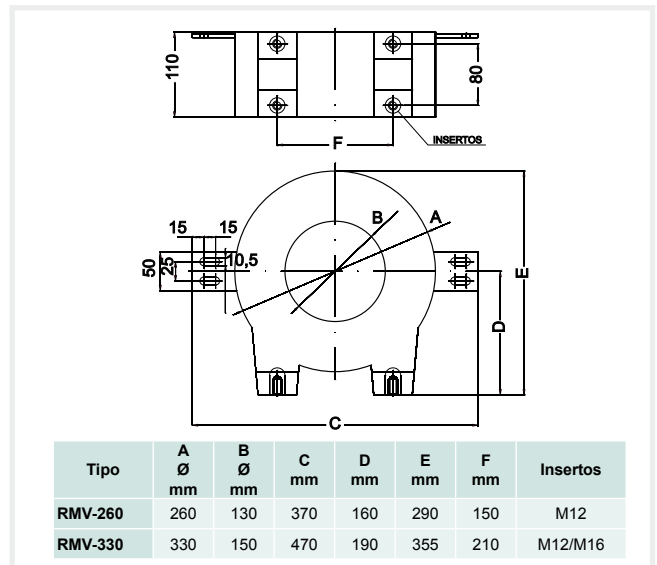 110
80
F
INSERTOS
B
A
15
15
10,5
50
25
E
D
C
Tipo A Ø mm B Ø mm C mm D mm E mm F mm Insertos
RMV-260 260 130 370 160 290 150 M12
RMV-330 330 150 470 190 355 210 M12/M16